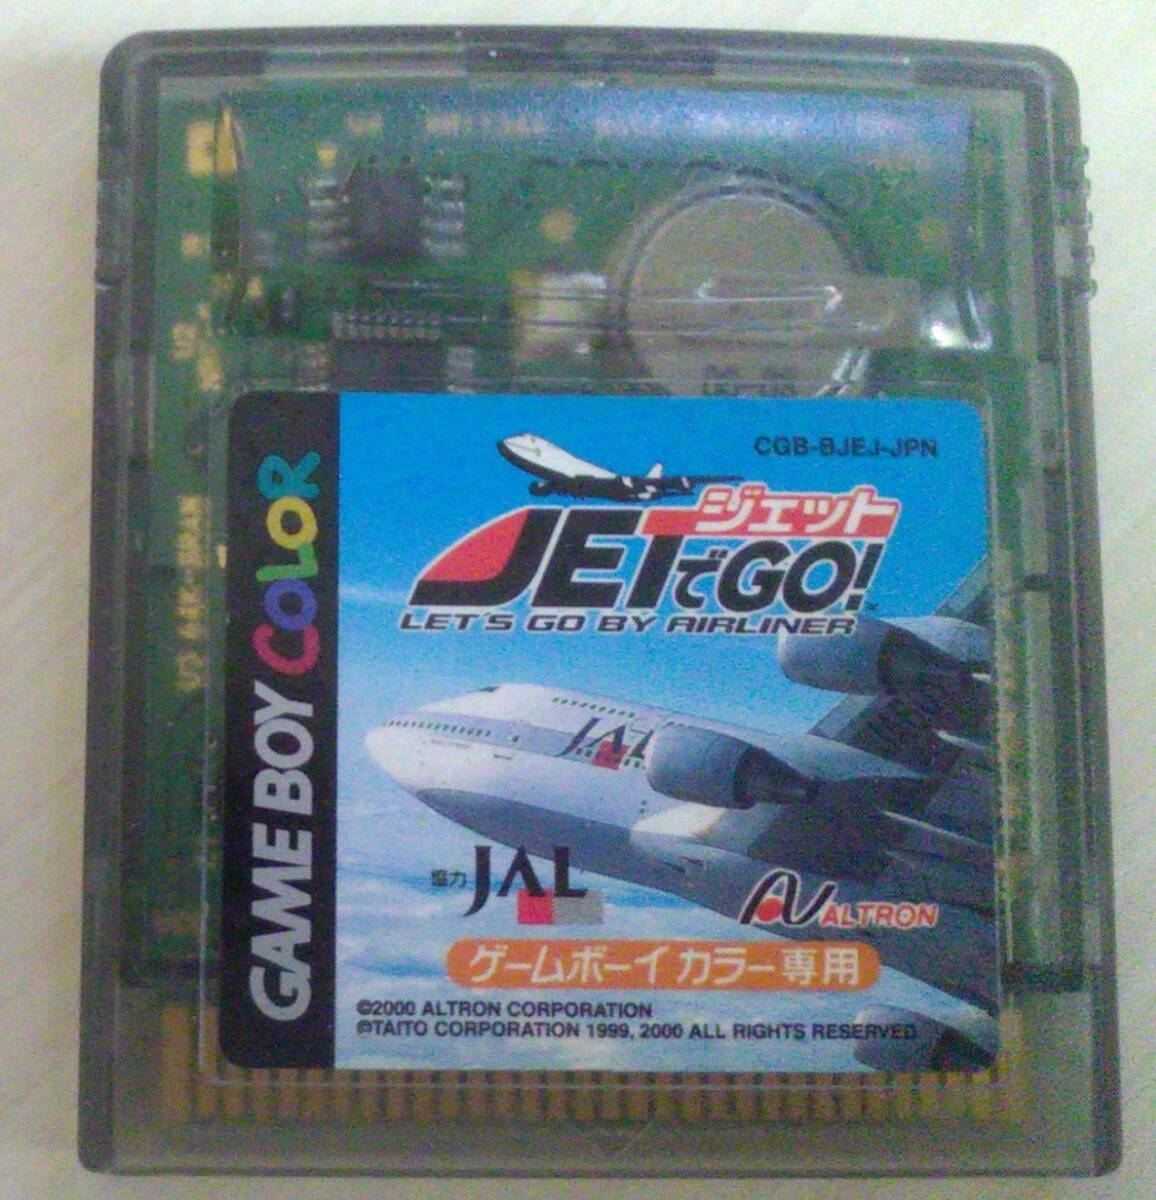 CGB-BJEJ-JPN
ジェット
JETでGO!
LET'S GO BY AIRLINER
GAME BOY COLOR
JAL
協力 JAL
ALTRON
ゲームボーイカラー専用
©2000 ALTRON CORPORATION
©TAITO CORPORATION 1999, 2000 ALL RIGHTS RESERVED